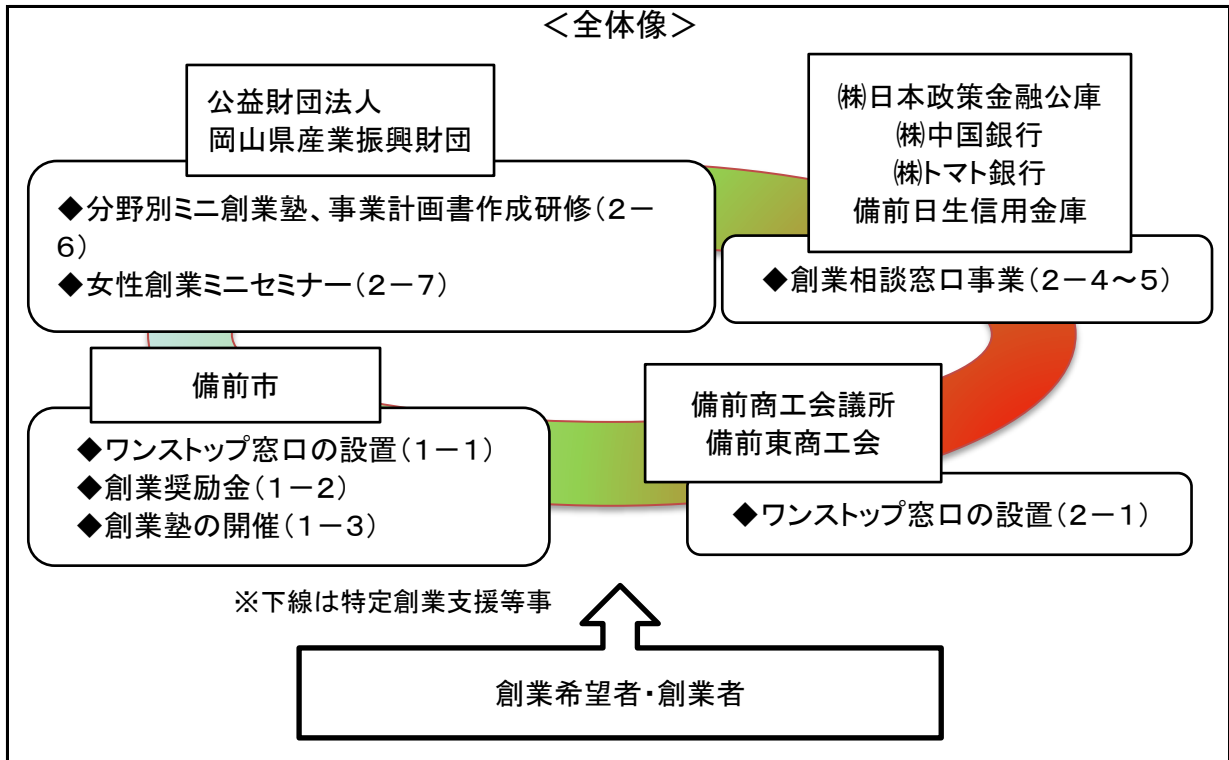 ＜全体像＞
公益財団法人
岡山県産業振興財団
◆分野別ミニ創業塾、事業計画書作成研修（２－
６）
◆女性創業ミニセミナー（２－７）
㈱日本政策金融公庫
㈱中国銀行
㈱トマト銀行
備前日生信用金庫
◆創業相談窓口事業（２－４～５）
備前市
◆ワンストップ窓口の設置（１－１）
◆創業奨励金（１－２）
◆創業塾の開催（１－３）
備前商工会議所
備前東商工会
◆ワンストップ窓口の設置（２－１）
※下線は特定創業支援等事
創業希望者・創業者